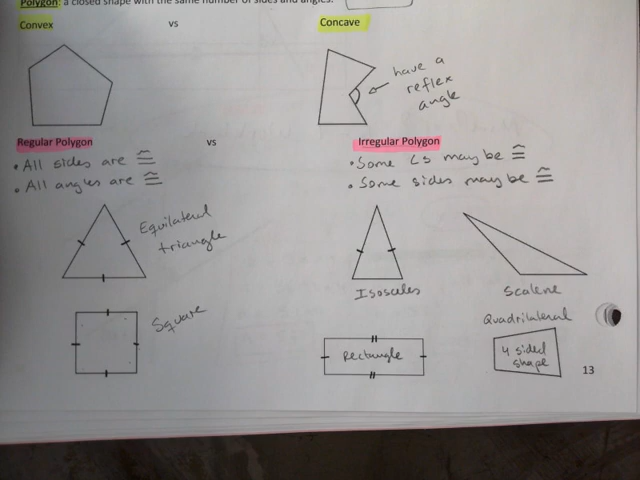 Polygon: a closed shape with the same number of sides and angles.
Convex vs Concave
have a
reflex
angle
Regular Polygon vs Irregular Polygon
• All sides are ≅
• All angles are ≅
• Some ∠s may be ≅
• Some sides may be ≅
Equilateral
triangle
Isosceles
Scalene
Square
Rectangle
Quadrilateral
4 sided
shape
13